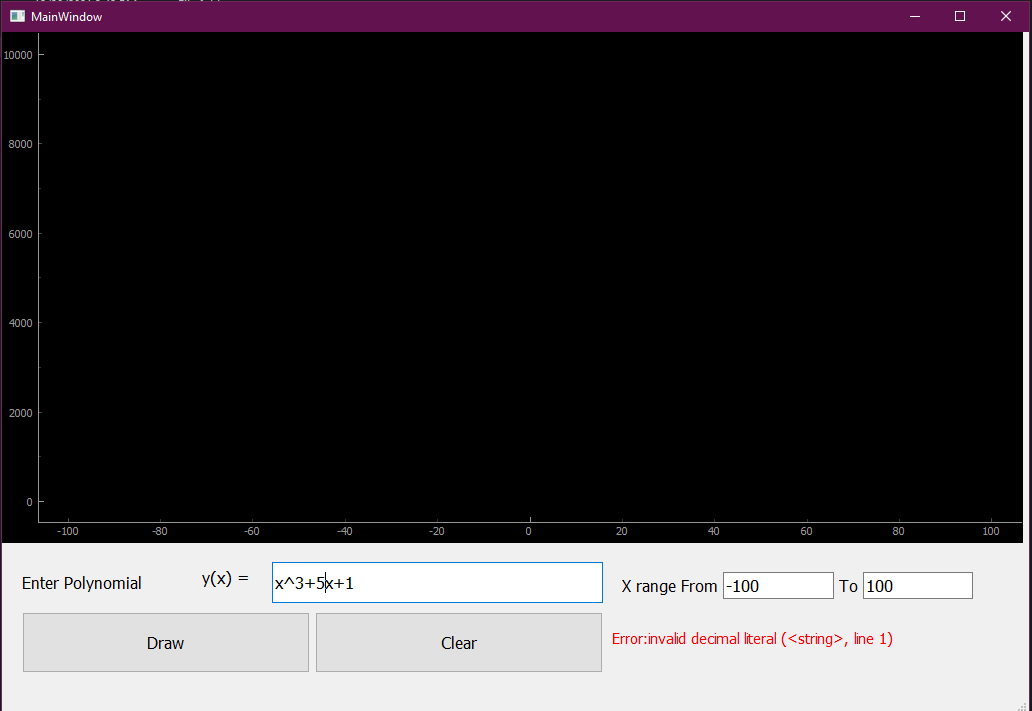 MainWindow
10000
8000
6000
4000
2000
0
-100 -80 -60 -40 -20 0 20 40 60 80 100
Enter Polynomial y(x) = x^3+5x+1 X range From -100 To 100
Draw Clear Error:invalid decimal literal (<string>, line 1)